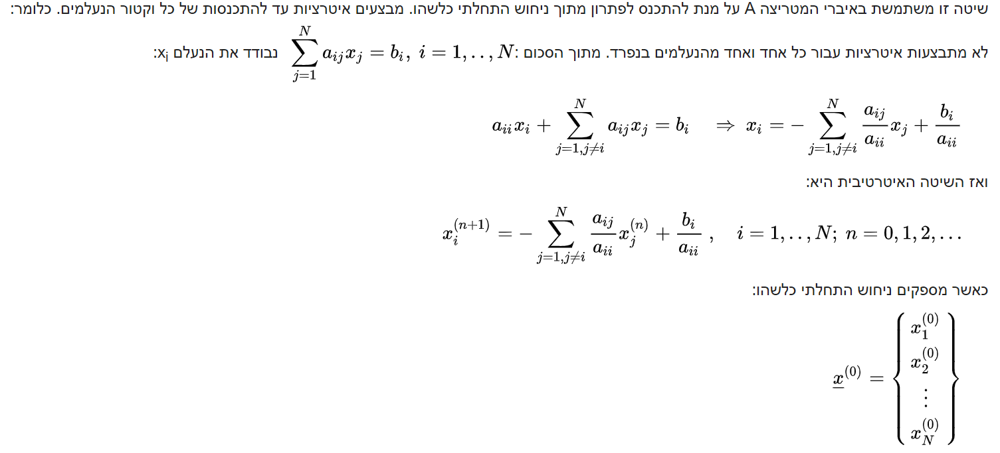 שיטה זו משתמשת באיברי המטריצה A על מנת להתכנס לפתרון מתוך ניחוש התחלתי כלשהו. מבצעים איטרציות עד להתכנסות של כל וקטור הנעלמים. כלומר:
לא מתבצעות איטרציות עבור כל אחד ואחד מהנעלמים בנפרד. מתוך הסכום: $\sum_{j=1}^{N} a_{ij}x_j = b_i,\ i = 1,..,N$ נבודד את הנעלם x_i:
$a_{ii}x_i + \sum_{j=1,j\neq i}^{N} a_{ij}x_j = b_i \quad \Rightarrow \ x_i = -\sum_{j=1,j\neq i}^{N} \frac{a_{ij}}{a_{ii}}x_j + \frac{b_i}{a_{ii}}$
ואז השיטה האיטרטיבית היא:
$x_i^{(n+1)} = -\sum_{j=1,j\neq i}^{N} \frac{a_{ij}}{a_{ii}}x_j^{(n)} + \frac{b_i}{a_{ii}}\ , \quad i = 1,..,N;\ n = 0,1,2,\ldots$
כאשר מספקים ניחוש התחלתי כלשהו:
$\underline{x}^{(0)} = \begin{Bmatrix} x_1^{(0)} \\ x_2^{(0)} \\ \vdots \\ x_N^{(0)} \end{Bmatrix}$